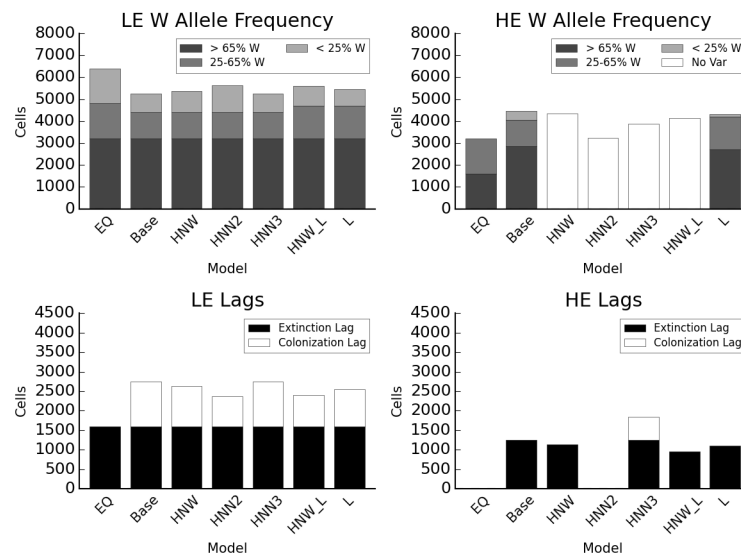 LE W Allele Frequency
8000
7000
6000
5000
4000
3000
2000
1000
0
Cells
> 65% W
25-65% W
< 25% W
EQ
Base
HNW
HNN2
HNN3
HNW_L
L
Model
HE W Allele Frequency
8000
7000
6000
5000
4000
3000
2000
1000
0
Cells
> 65% W
25-65% W
< 25% W
No Var
EQ
Base
HNW
HNN2
HNN3
HNW_L
L
Model
LE Lags
4500
4000
3500
3000
2500
2000
1500
1000
500
0
Cells
Extinction Lag
Colonization Lag
EQ
Base
HNW
HNN2
HNN3
HNW_L
L
Model
HE Lags
4500
4000
3500
3000
2500
2000
1500
1000
500
0
Cells
Extinction Lag
Colonization Lag
EQ
Base
HNW
HNN2
HNN3
HNW_L
L
Model